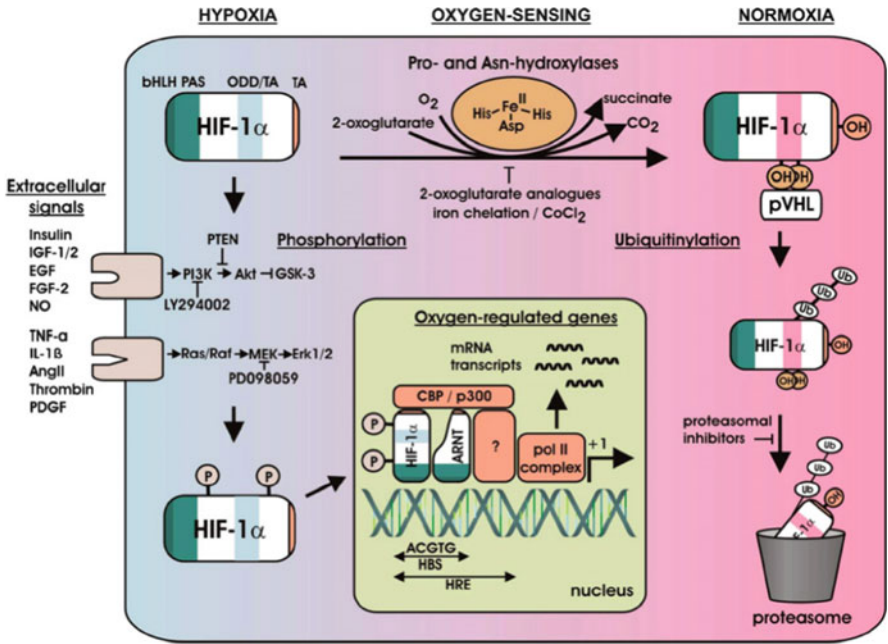 HYPOXIA
OXYGEN-SENSING
NORMOXIA
bHLH PAS
ODD/TA
TA
HIF-1α
Pro- and Asn-hydroxylases
O2
2-oxoglutarate
His
Fe II
His
Asp
succinate
CO2
2-oxoglutarate analogues
iron chelation / CoCl2
HIF-1α
OH
OH
OH
pVHL
Extracellular
signals
Insulin
IGF-1/2
EGF
FGF-2
NO
TNF-a
IL-1ß
AngII
Thrombin
PDGF
PTEN
Phosphorylation
PI3K
Akt
GSK-3
LY294002
Ras/Raf
MEK
Erk1/2
PD098059
P
P
HIF-1α
Oxygen-regulated genes
mRNA
transcripts
CBP / p300
P
P
HIF-1α
ARNT
?
pol II
complex
+1
ACGTG
HBS
HRE
nucleus
Ubiquitinylation
Ub
Ub
Ub
HIF-1α
OH
OH
OH
proteasomal
inhibitors
Ub
Ub
Ub
OH
IF-1α
proteasome